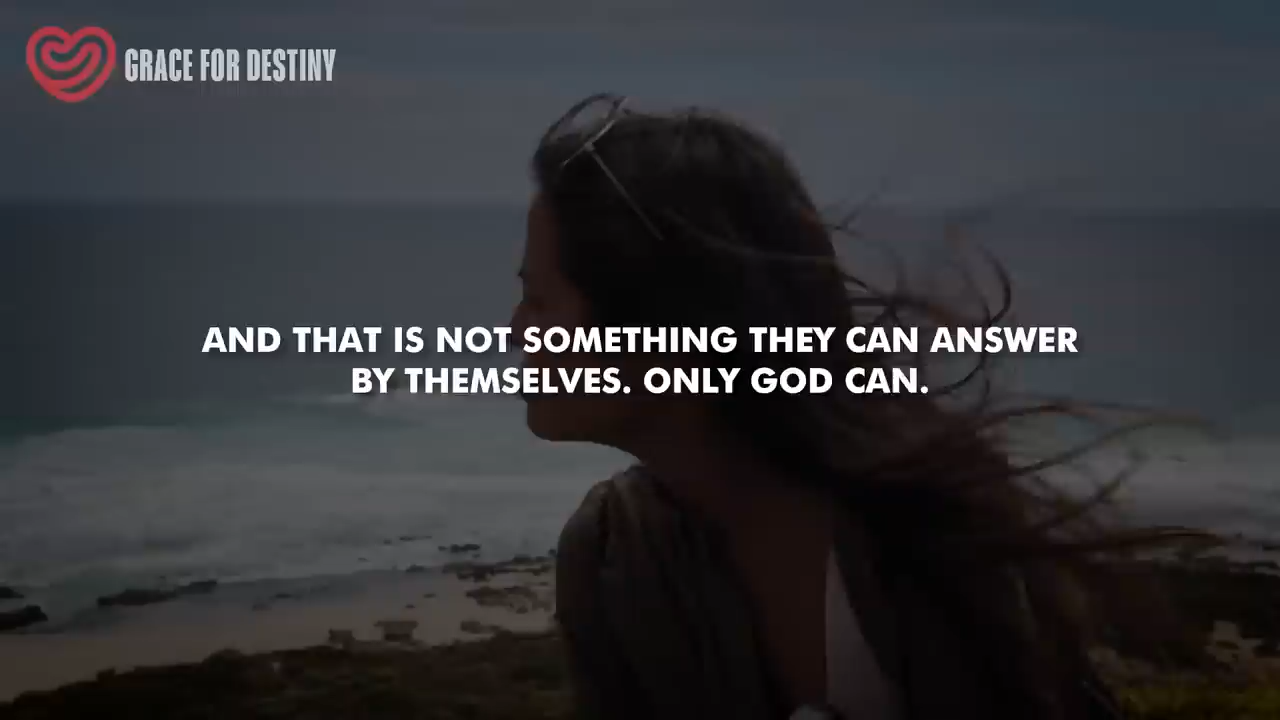 GRACE FOR DESTINY
AND THAT IS NOT SOMETHING THEY CAN ANSWER
BY THEMSELVES. ONLY GOD CAN.